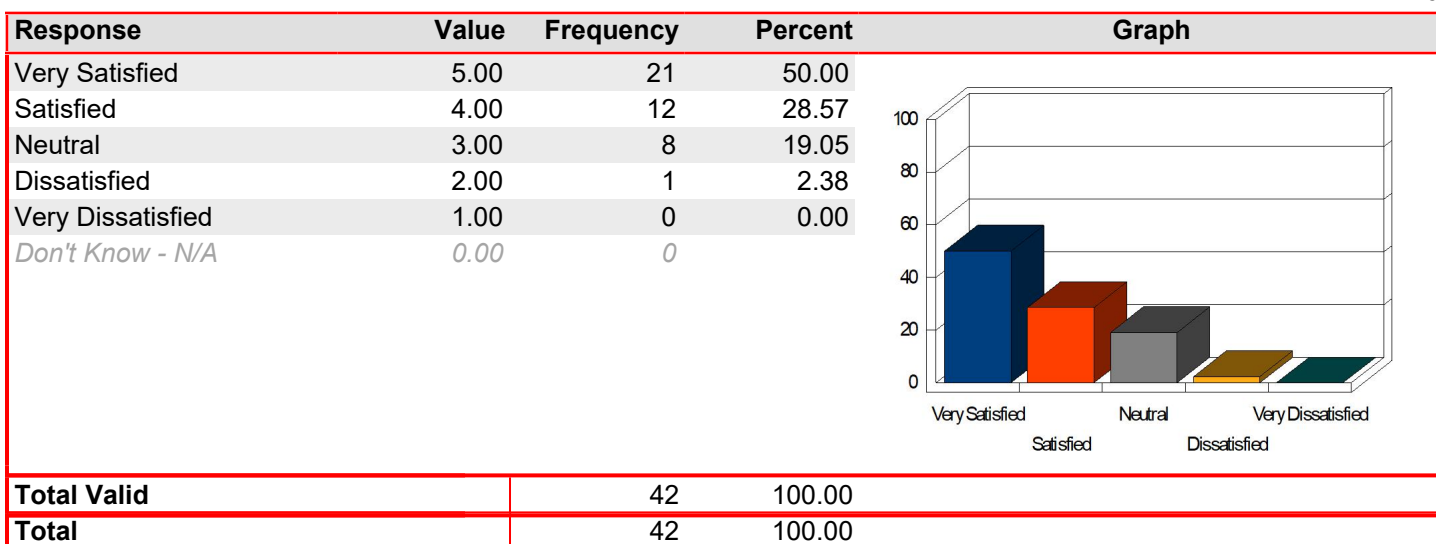 Response Value Frequency Percent Graph
Very Satisfied 5.00 21 50.00
Satisfied 4.00 12 28.57
Neutral 3.00 8 19.05
Dissatisfied 2.00 1 2.38
Very Dissatisfied 1.00 0 0.00
Don't Know - N/A 0.00 0
100
80
60
40
20
0
Very Satisfied Neutral Very Dissatisfied
Satisfied Dissatisfied
Total Valid 42 100.00
Total 42 100.00